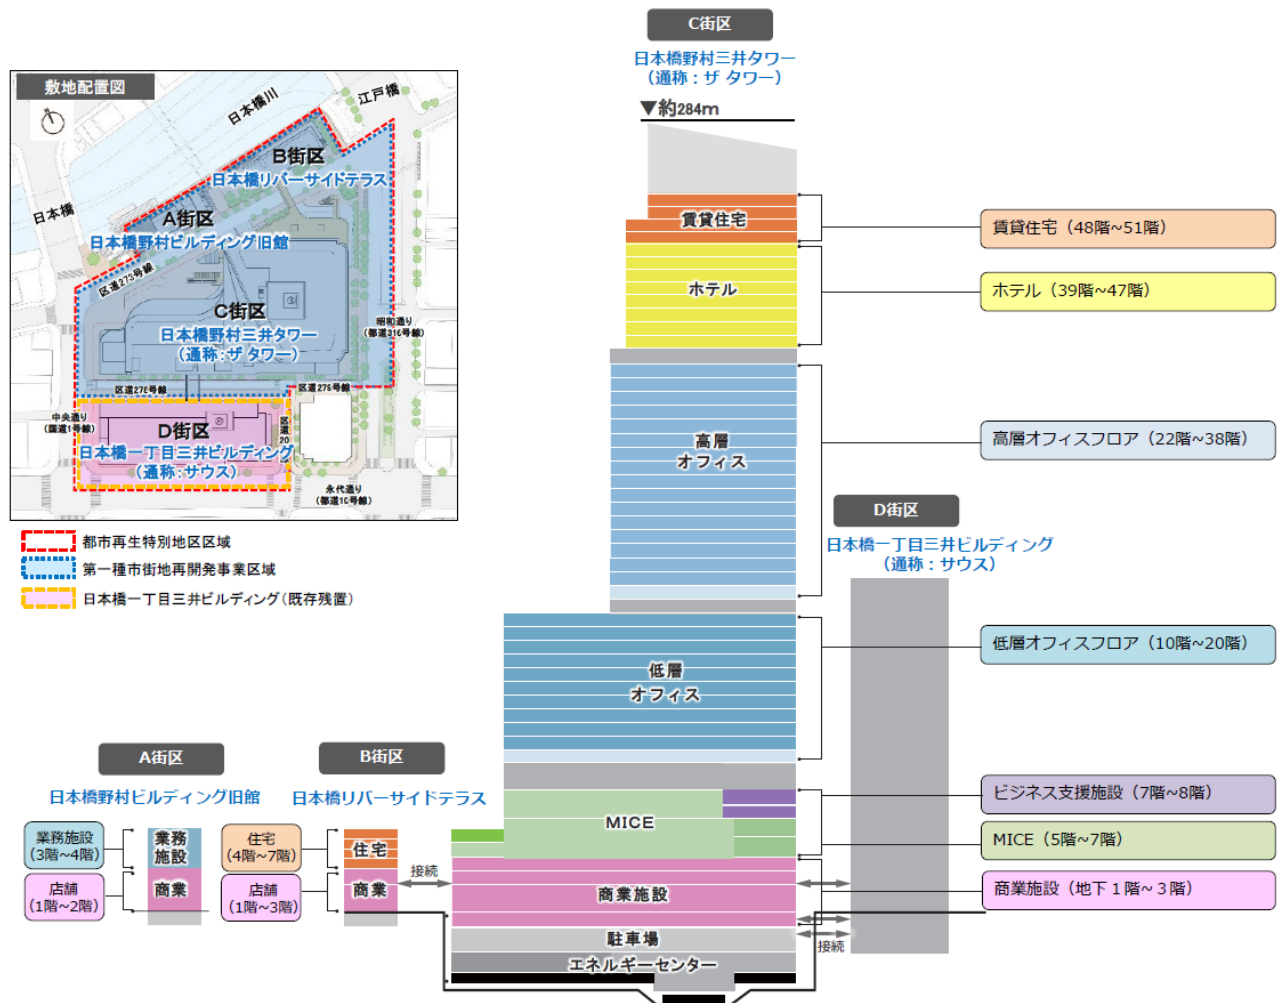 C街区
日本橋野村三井タワー
（通称：ザ タワー）
▼約284m
敷地配置図
日本橋川
江戸橋
B街区
日本橋リバーサイドテラス
日本橋
A街区
日本橋野村ビルディング旧館
区道273号線
C街区
日本橋野村三井タワー
（通称：ザ タワー）
昭和通り
（都道316号線）
区道276号線
区道276号線
中央通り
（国道1号線）
D街区
日本橋一丁目三井ビルディング
（通称：サウス）
永代通り
（都道10号線）
都市再生特別地区区域
第一種市街地再開発事業区域
日本橋一丁目三井ビルディング（既存残置）
賃貸住宅
ホテル
高層
オフィス
低層
オフィス
MICE
商業施設
駐車場
エネルギーセンター
賃貸住宅（48階~51階）
ホテル（39階~47階）
高層オフィスフロア（22階~38階）
D街区
日本橋一丁目三井ビルディング
（通称：サウス）
低層オフィスフロア（10階~20階）
ビジネス支援施設（7階~8階）
MICE（5階~7階）
商業施設（地下１階~３階）
A街区
日本橋野村ビルディング旧館
業務施設
（3階~4階）
店舗
（1階~2階）
業務
施設
商業
B街区
日本橋リバーサイドテラス
住宅
（4階~7階）
店舗
（1階~3階）
住宅
商業
接続
接続